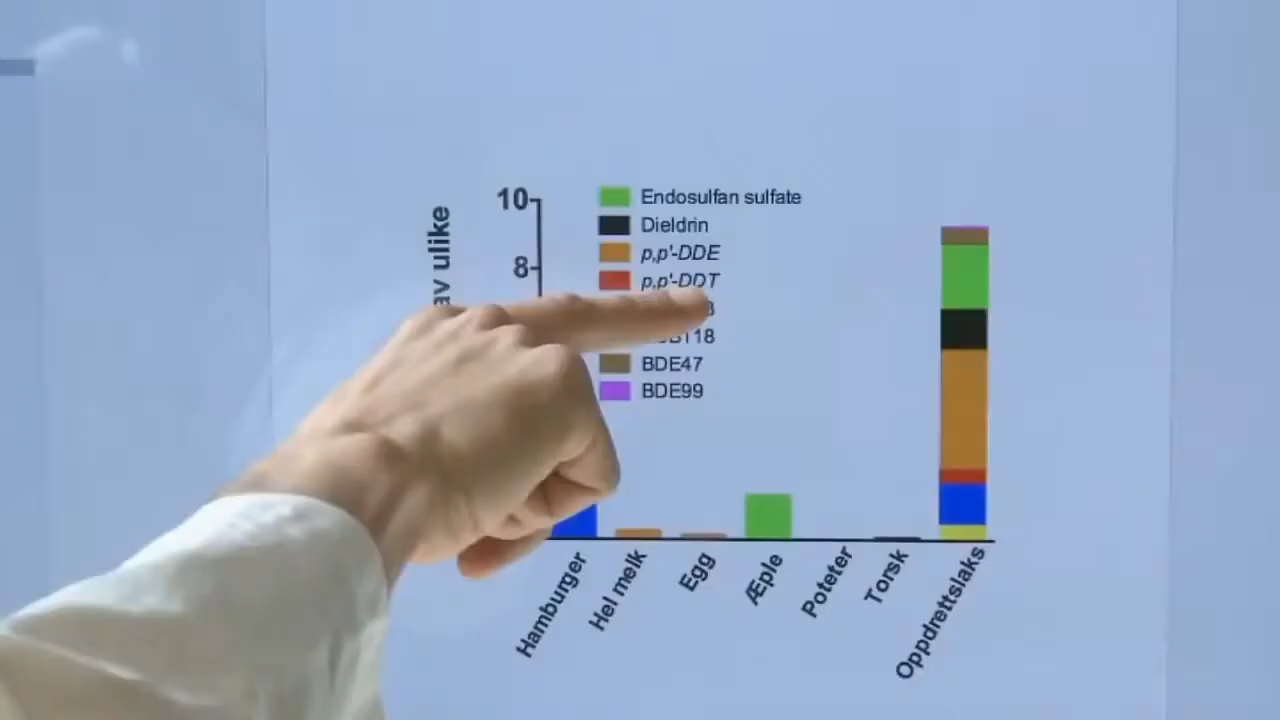 av ulike
10
8
Endosulfan sulfate
Dieldrin
p,p'-DDE
p,p'-DDT
BDE47
BDE99
Hamburger
Hel melk
Egg
Æple
Poteter
Torsk
Oppdrettslaks